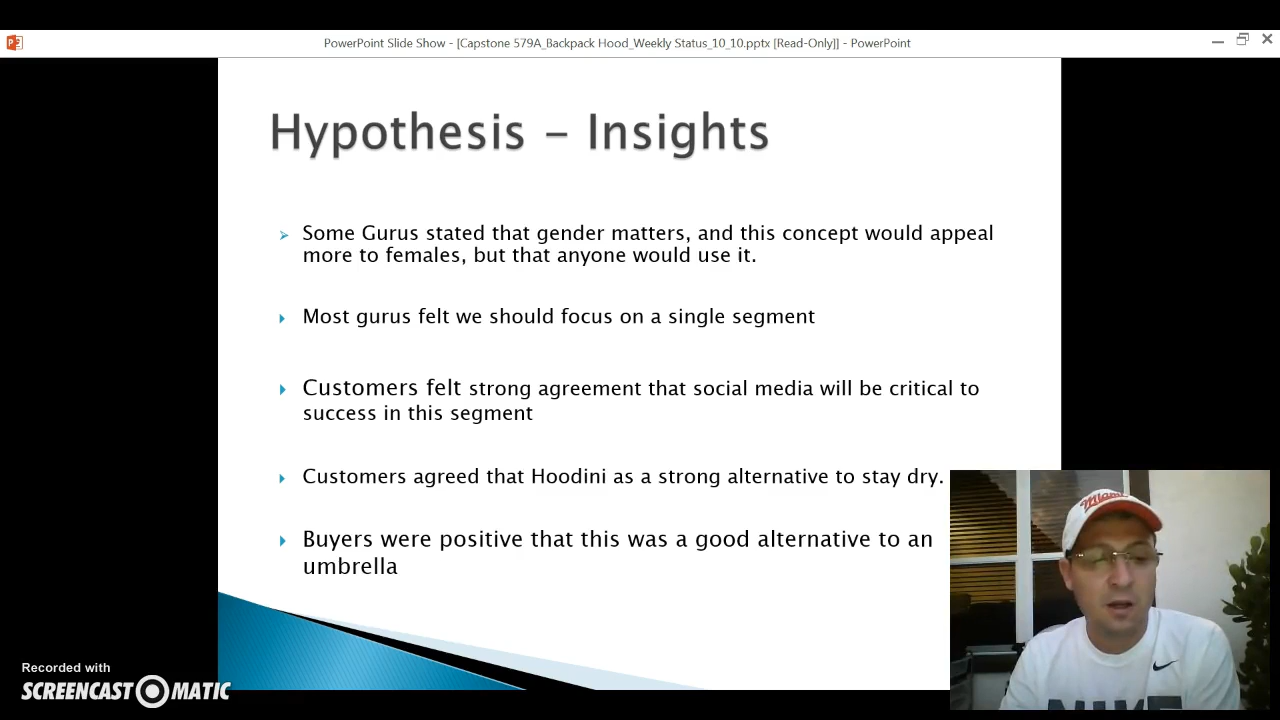 PowerPoint Slide Show - [Capstone 579A_Backpack Hood_Weekly Status_10_10.pptx [Read-Only]] - PowerPoint
Hypothesis – Insights
Some Gurus stated that gender matters, and this concept would appeal
more to females, but that anyone would use it.
Most gurus felt we should focus on a single segment
Customers felt strong agreement that social media will be critical to
success in this segment
Customers agreed that Hoodini as a strong alternative to stay dry.
Buyers were positive that this was a good alternative to an
umbrella
Recorded with
SCREENCAST MATIC
Miami
NIKE